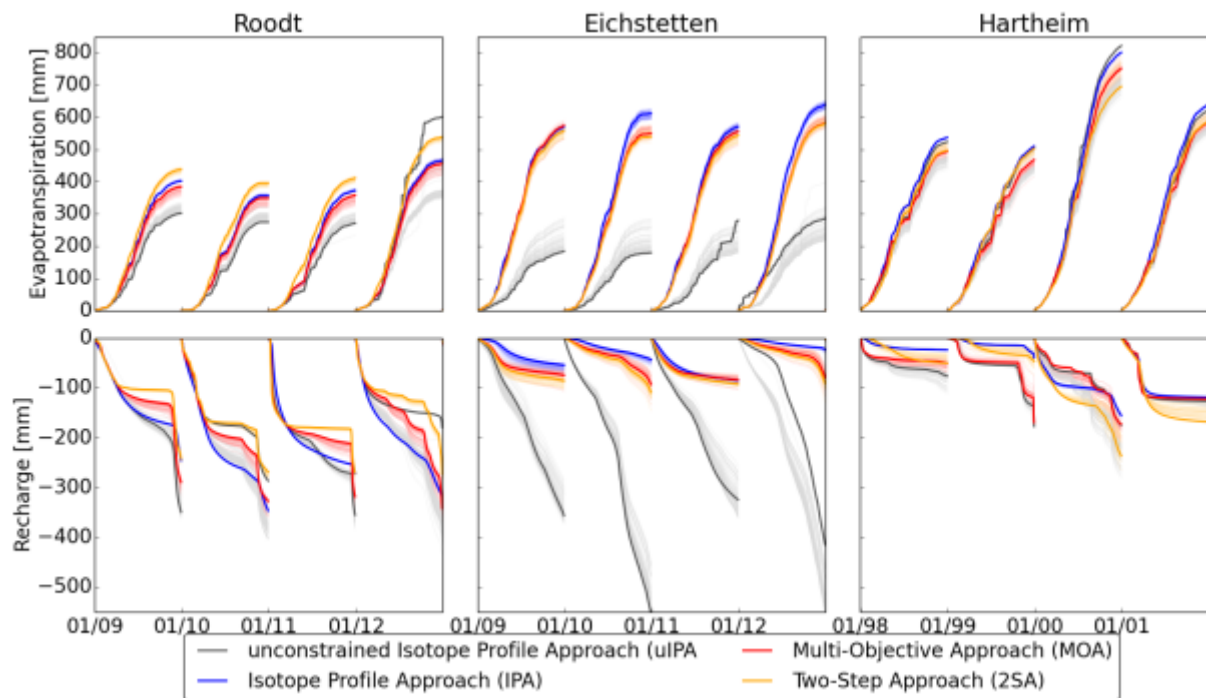 Roodt Eichstetten Hartheim
Evapotranspiration [mm]
800
700
600
500
400
300
200
100
0
Recharge [mm]
0
−100
−200
−300
−400
−500
01/09 01/10 01/11 01/12 01/09 01/10 01/11 01/12 01/98 01/99 01/00 01/01
unconstrained Isotope Profile Approach (uIPA Multi-Objective Approach (MOA)
Isotope Profile Approach (IPA) Two-Step Approach (2SA)